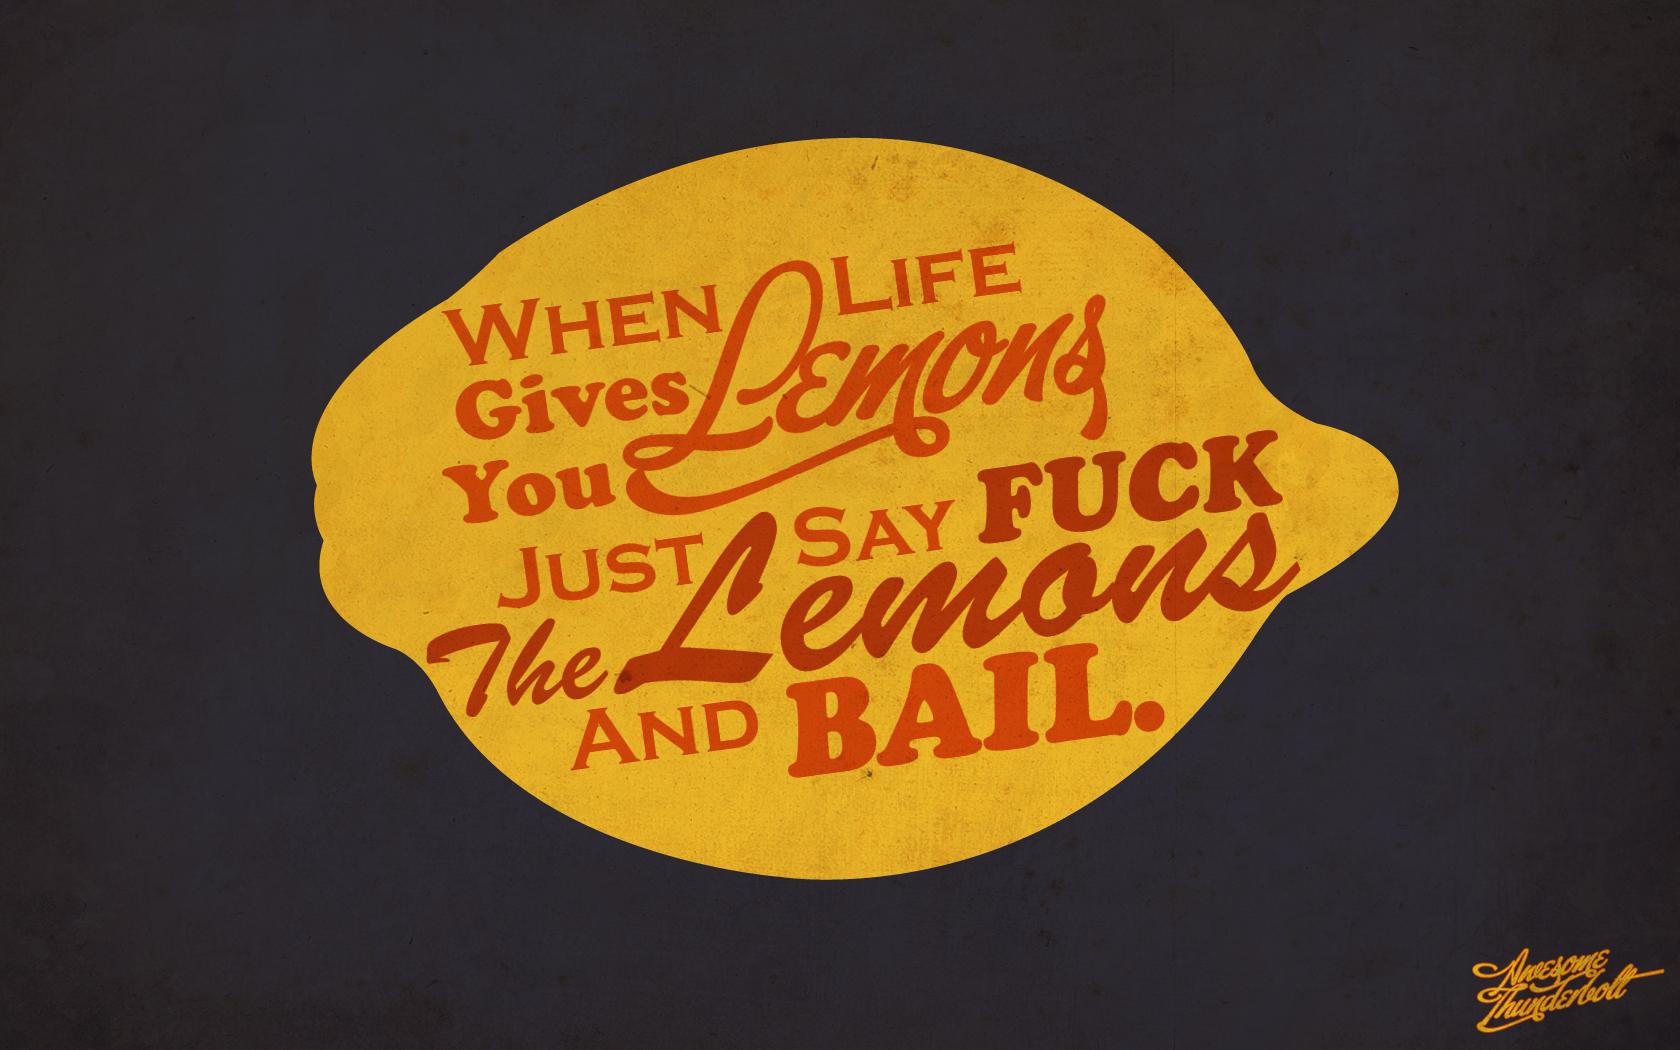 When Life
Gives Lemons
You
Just Say FUCK
The Lemons
And BAIL.
Awesome
Thunderbolt